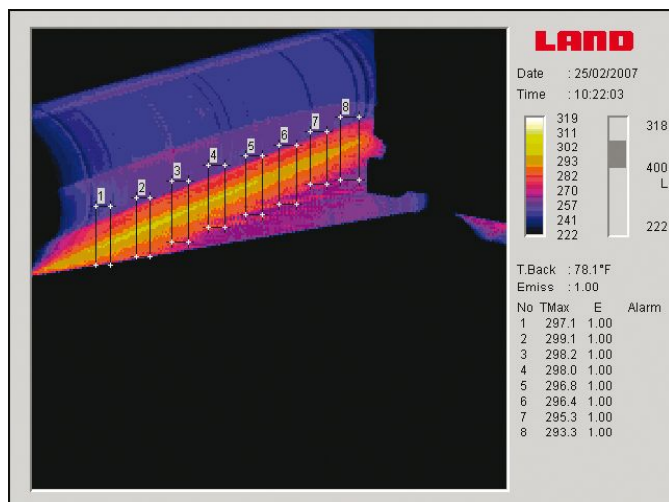 LAND
Date : 25/02/2007
Time : 10:22:03
319
311
302
293
282
270
257
241
222
318
400
L
222
T.Back : 78.1°F
Emiss : 1.00
No TMax E Alarm
1 297.1 1.00
2 299.1 1.00
3 298.2 1.00
4 298.0 1.00
5 296.8 1.00
6 296.4 1.00
7 295.3 1.00
8 293.3 1.00
8
7
6
5
4
3
2
1